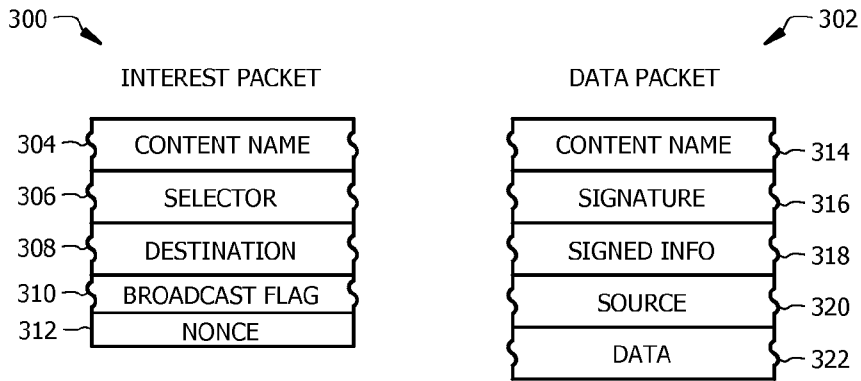 300
302
INTEREST PACKET
DATA PACKET
304 CONTENT NAME
306 SELECTOR
308 DESTINATION
310 BROADCAST FLAG
312 NONCE
CONTENT NAME 314
SIGNATURE 316
SIGNED INFO 318
SOURCE 320
DATA 322